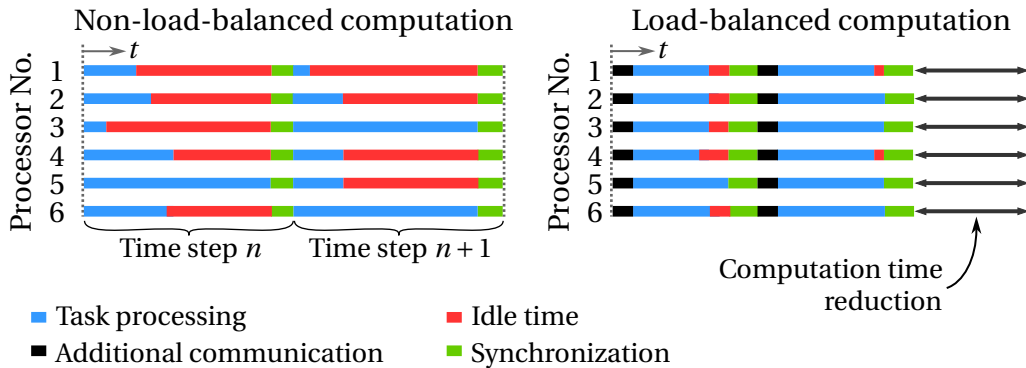 Non-load-balanced computation
t
Processor No.
1
2
3
4
5
6
Time step n
Time step n + 1
Load-balanced computation
t
Processor No.
1
2
3
4
5
6
Computation time
reduction
Task processing
Idle time
Additional communication
Synchronization